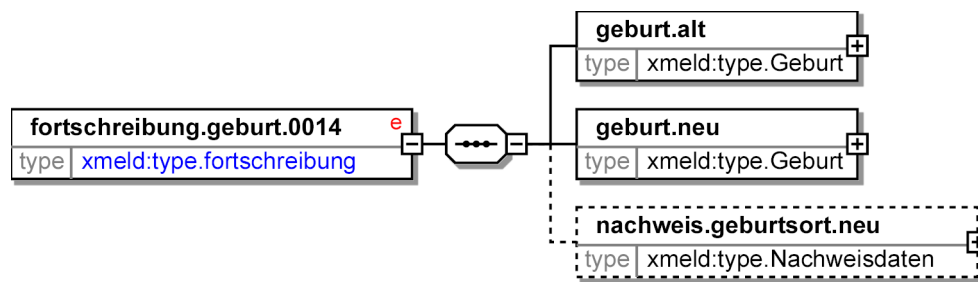 geburt.alt
type xmeld:type.Geburt
fortschreibung.geburt.0014 e
type xmeld:type.fortschreibung
geburt.neu
type xmeld:type.Geburt
nachweis.geburtsort.neu
type xmeld:type.Nachweisdaten